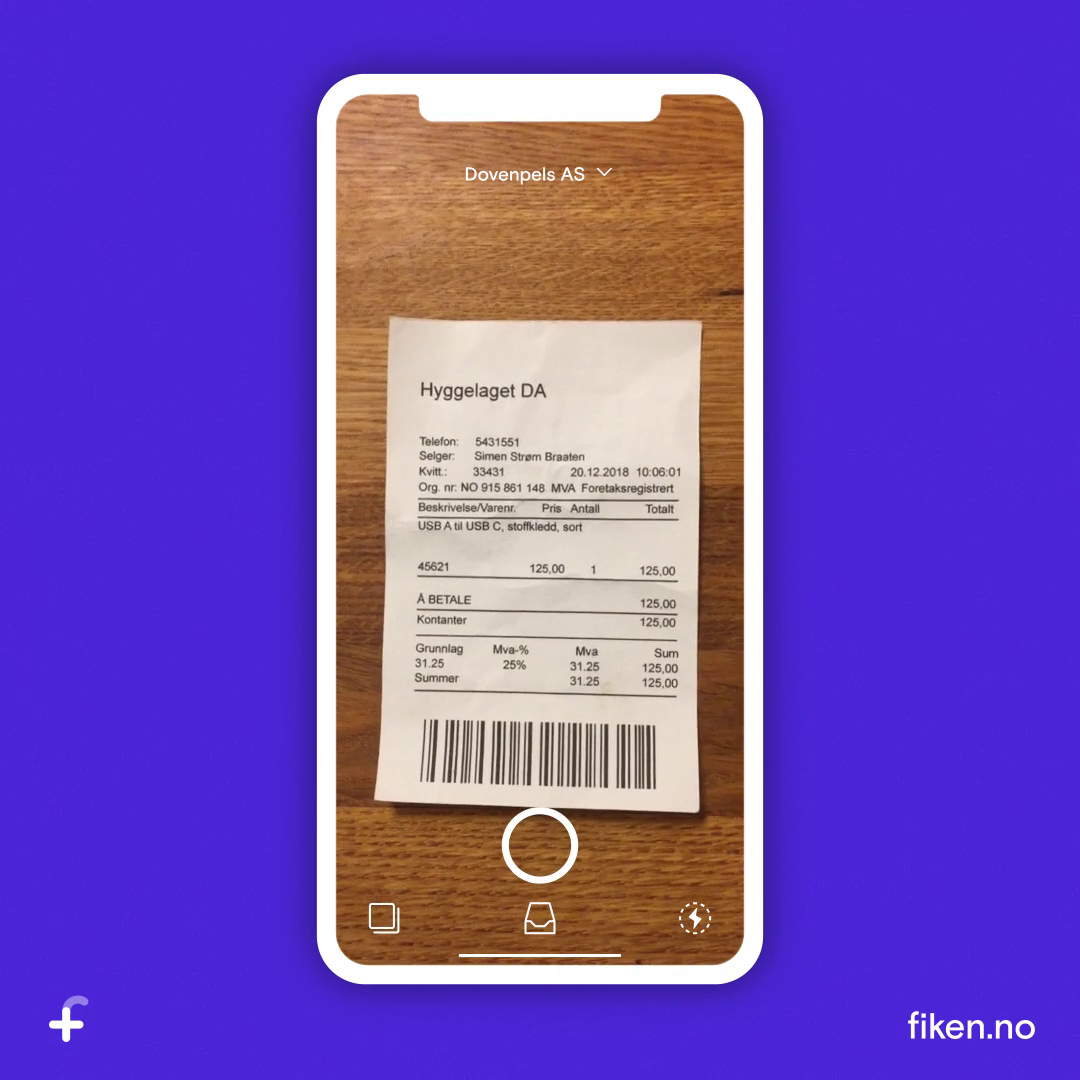 Dovenpels AS
Hyggelaget DA
Telefon: 5431551
Selger: Simen Strøm Braaten
Kvitt.: 33431 20.12.2018 10:06:01
Org. nr: NO 915 861 148 MVA Foretaksregistrert
Beskrivelse/Varenr. Pris Antall Totalt
USB A til USB C, stoffkledd, sort
45621 125,00 1 125,00
Å BETALE 125,00
Kontanter 125,00
Grunnlag Mva-% Mva Sum
31.25 25% 31.25 125,00
Summer 31.25 125,00
fiken.no